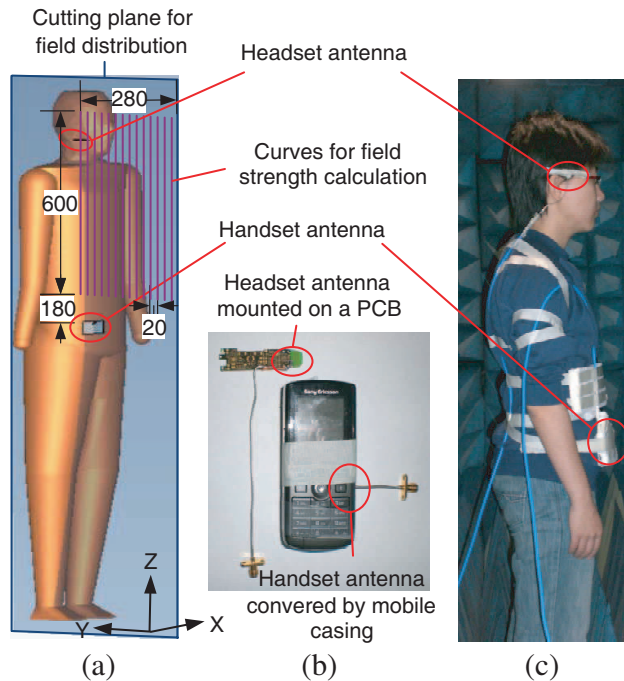 Cutting plane for
field distribution
Headset antenna
280
Curves for field
strength calculation
600
Handset antenna
180
20
Headset antenna
mounted on a PCB
Sony Ericsson
Handset antenna
convered by mobile
casing
Z
Y
X
(a)
(b)
(c)